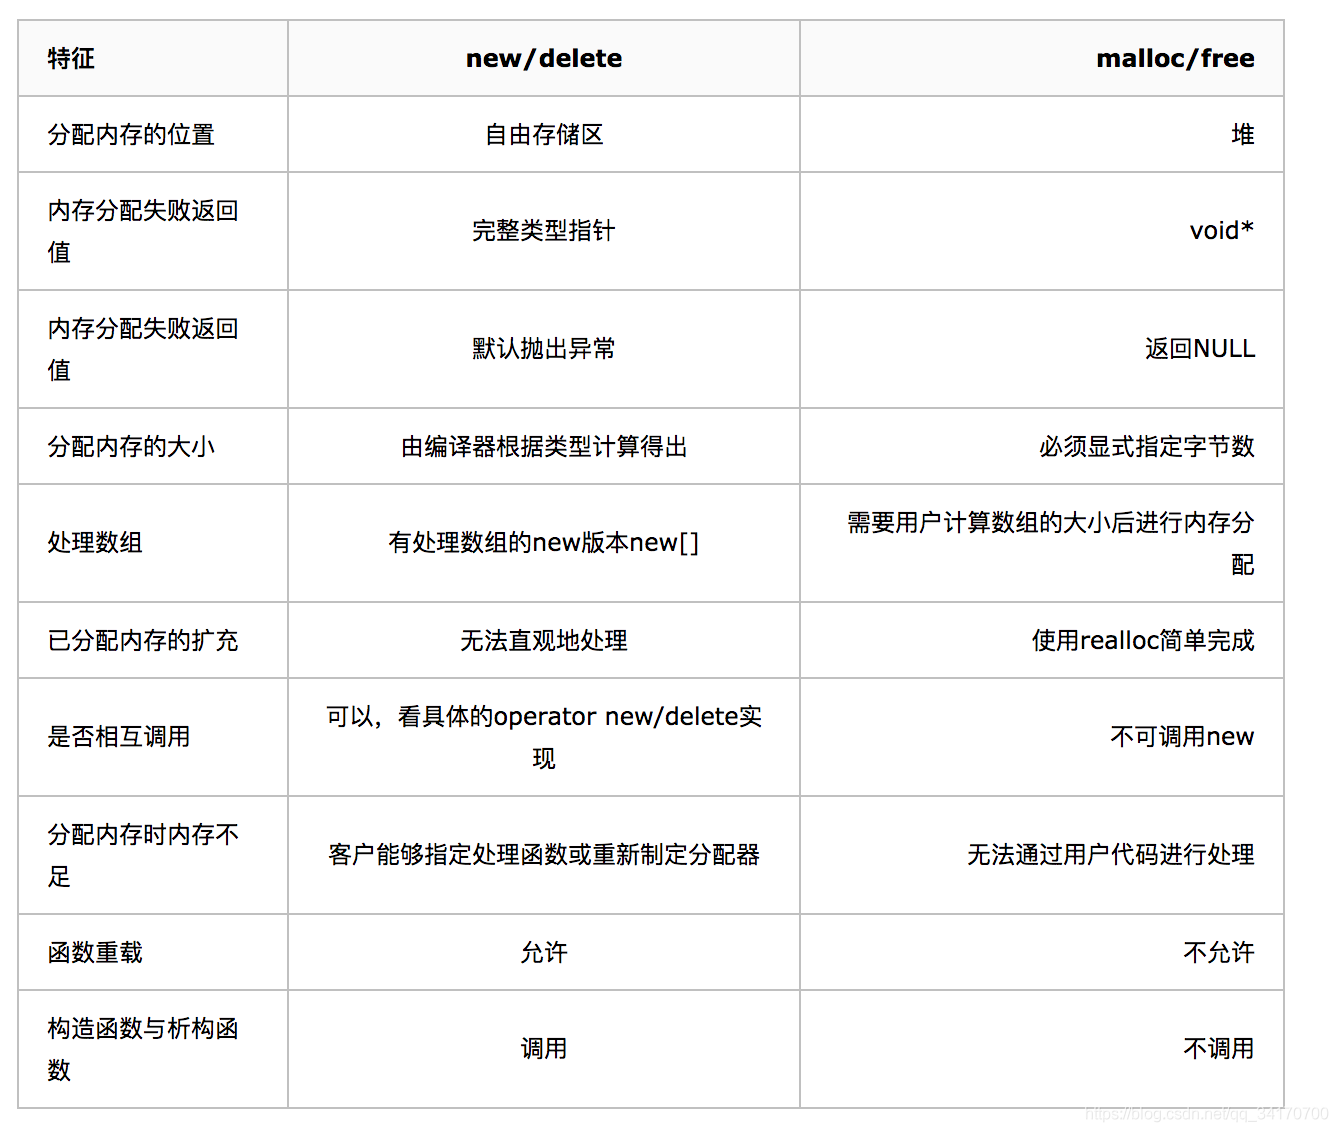 特征 new/delete malloc/free
分配内存的位置 自由存储区 堆
内存分配失败返回
值
完整类型指针 void*
内存分配失败返回
值
默认抛出异常 返回NULL
分配内存的大小 由编译器根据类型计算得出 必须显式指定字节数
处理数组 有处理数组的new版本new[]
需要用户计算数组的大小后进行内存分
配
已分配内存的扩充 无法直观地处理 使用realloc简单完成
是否相互调用
可以，看具体的operator new/delete实
现
不可调用new
分配内存时内存不
足
客户能够指定处理函数或重新制定分配器 无法通过用户代码进行处理
函数重载 允许 不允许
构造函数与析构函
数
调用 不调用
https://blog.csdn.net/qq_34170700